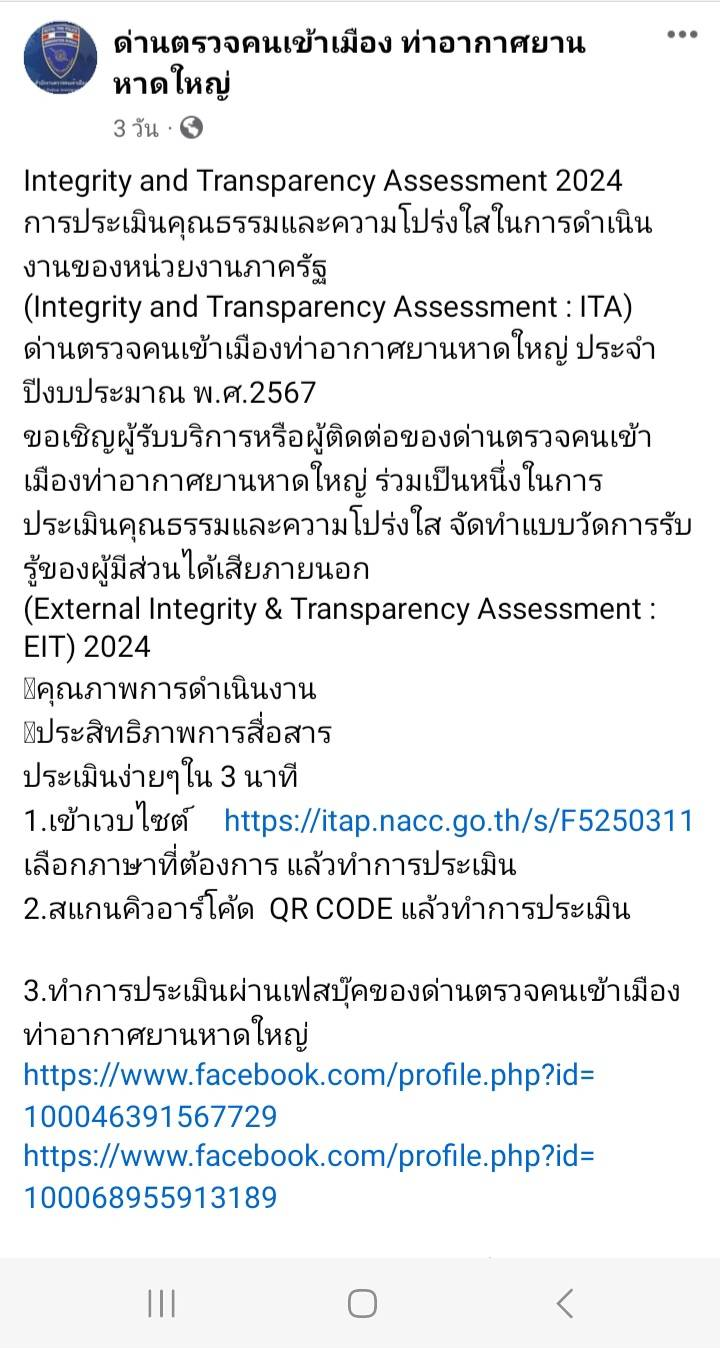 ด่านตรวจคนเข้าเมือง ท่าอากาศยาน
หาดใหญ่
3 วัน ·
Integrity and Transparency Assessment 2024
การประเมินคุณธรรมและความโปร่งใสในการดำเนิน
งานของหน่วยงานภาครัฐ
(Integrity and Transparency Assessment : ITA)
ด่านตรวจคนเข้าเมืองท่าอากาศยานหาดใหญ่ ประจำ
ปีงบประมาณ พ.ศ.2567
ขอเชิญผู้รับบริการหรือผู้ติดต่อของด่านตรวจคนเข้า
เมืองท่าอากาศยานหาดใหญ่ ร่วมเป็นหนึ่งในการ
ประเมินคุณธรรมและความโปร่งใส จัดทำแบบวัดการรับ
รู้ของผู้มีส่วนได้เสียภายนอก
(External Integrity & Transparency Assessment :
EIT) 2024
คุณภาพการดำเนินงาน
ประสิทธิภาพการสื่อสาร
ประเมินง่ายๆใน 3 นาที
1.เข้าเวบไซต์ https://itap.nacc.go.th/s/F5250311
เลือกภาษาที่ต้องการ แล้วทำการประเมิน
2.สแกนคิวอาร์โค้ด QR CODE แล้วทำการประเมิน
3.ทำการประเมินผ่านเฟสบุ๊คของด่านตรวจคนเข้าเมือง
ท่าอากาศยานหาดใหญ่
https://www.facebook.com/profile.php?id=
100046391567729
https://www.facebook.com/profile.php?id=
100068955913189